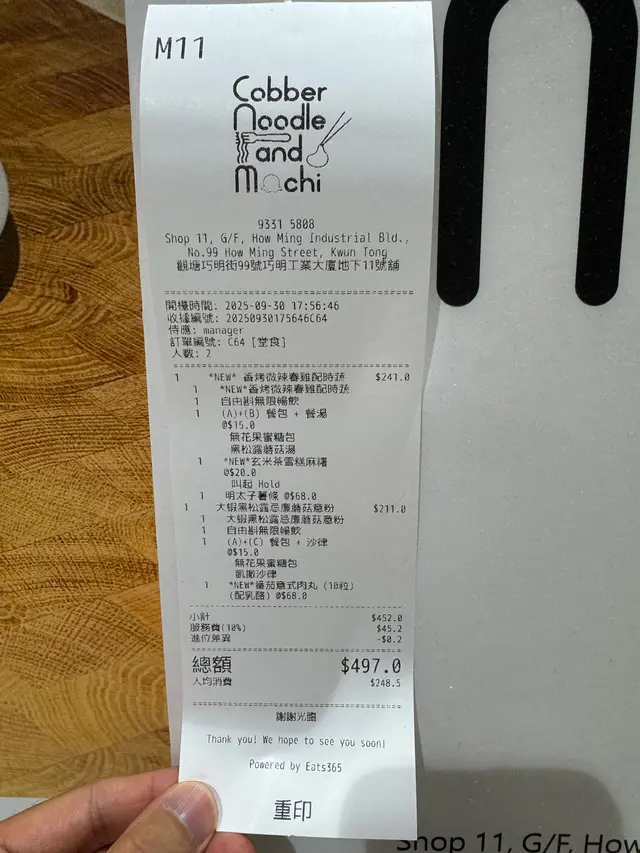 M11
Cobber
Noodle
and
Mochi
9331 5808
Shop 11, G/F, How Ming Industrial Bld.,
No.99 How Ming Street, Kwun Tong
觀塘巧明街99號巧明工業大廈地下11號舖
開檯時間: 2025-09-30 17:56:46
收據編號: 20250930175646C64
侍應: manager
訂單編號: C64 [堂食]
人數: 2
1 *NEW* 香烤微辣春雞配時蔬 $241.0
1 *NEW*香烤微辣春雞配時蔬
1 自由斟無限暢飲
1 (A)+(B) 餐包 + 餐湯
@$15.0
無花果蜜糖包
黑松露蘑菇湯
1 *NEW*玄米茶雪糕麻糬
@$20.0
叫起 Hold
1 明太子薯條 @$68.0
1 大蝦黑松露忌廉蘑菇意粉 $211.0
1 大蝦黑松露忌廉蘑菇意粉
1 自由斟無限暢飲
1 (A)+(C) 餐包 + 沙律
@$15.0
無花果蜜糖包
凱撒沙律
1 *NEW*番茄意式肉丸 (10粒)
(配乳酪) @$68.0
小計 $452.0
服務費(10%) $45.2
進位差異 -$0.2
總額 $497.0
人均消費 $248.5
謝謝光臨
Thank you! We hope to see you soon!
Powered by Eats365
重印
Shop 11, G/F, How